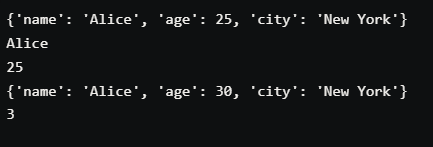 {'name': 'Alice', 'age': 25, 'city': 'New York'}
Alice
25
{'name': 'Alice', 'age': 30, 'city': 'New York'}
3